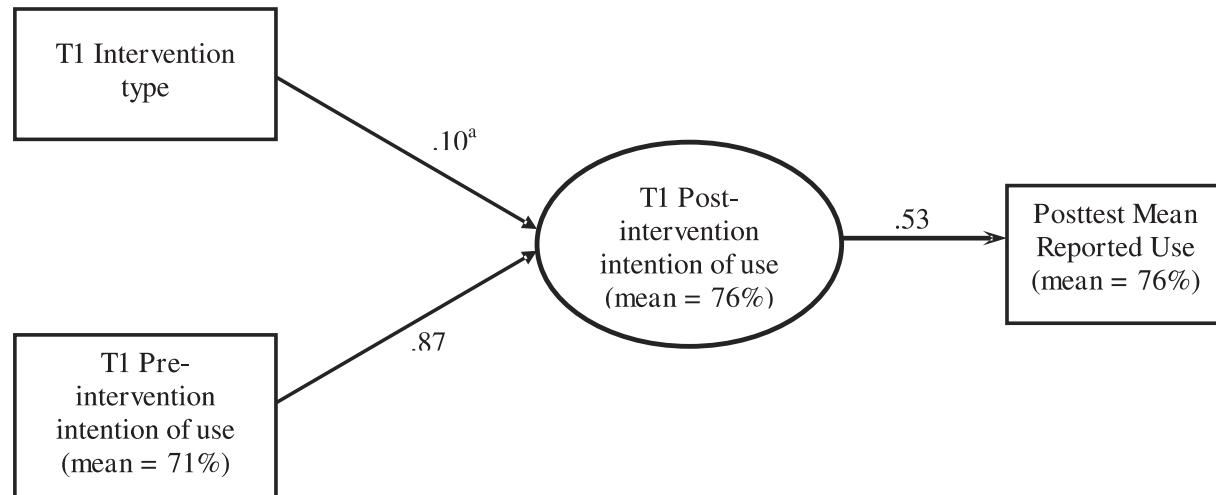 T1 Intervention
type
.10ᵃ
T1 Post-
intervention
intention of use
(mean = 76%)
.53
Posttest Mean
Reported Use
(mean = 76%)
.87
T1 Pre-
intervention
intention of use
(mean = 71%)